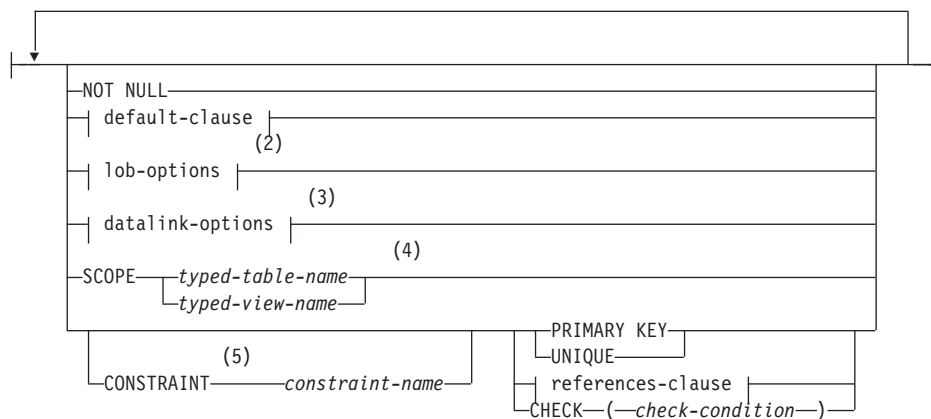 NOT NULL
default-clause
(2)
lob-options
(3)
datalink-options
(4)
SCOPE typed-table-name
typed-view-name
PRIMARY KEY
(5)
UNIQUE
CONSTRAINT constraint-name
references-clause
CHECK ( check-condition )